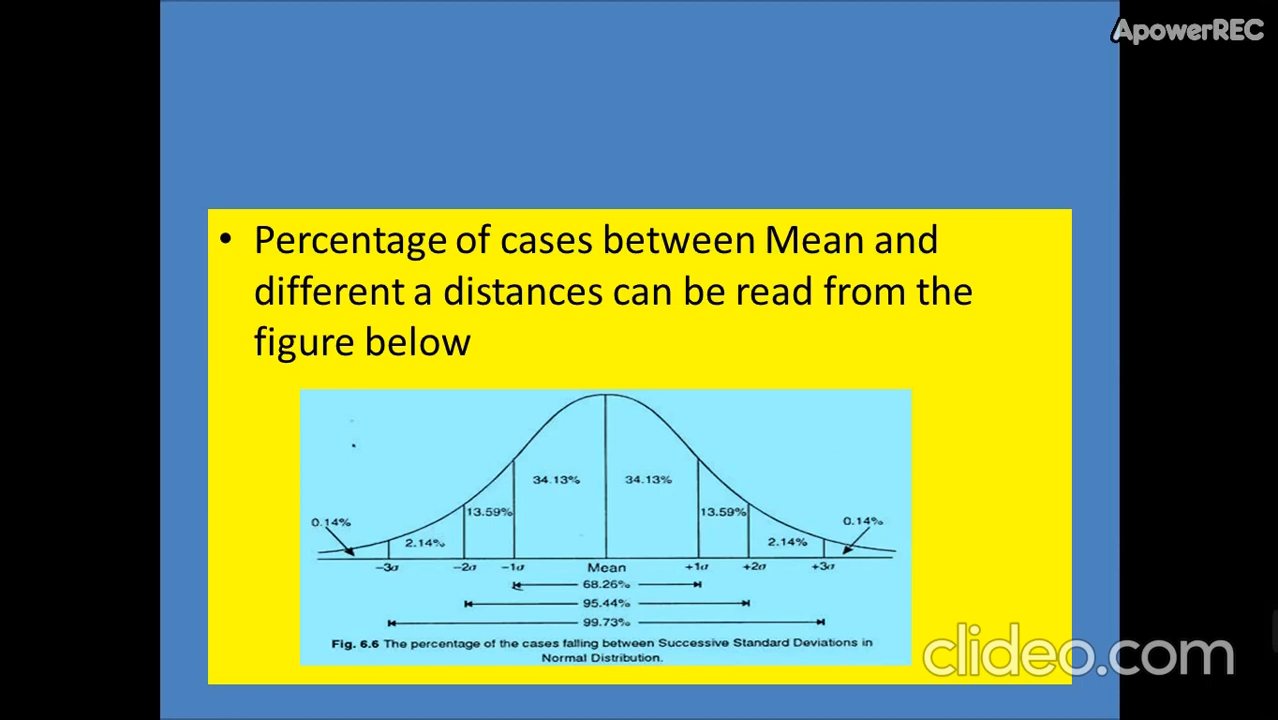 ApowerREC
• Percentage of cases between Mean and
different a distances can be read from the
figure below
34.13% 34.13%
13.59% 13.59%
0.14% 0.14%
2.14% 2.14%
−3σ −2σ −1σ Mean +1σ +2σ +3σ
68.26%
95.44%
99.73%
Fig. 6.6 The percentage of the cases falling between Successive Standard Deviations in
Normal Distribution.
clideo.com